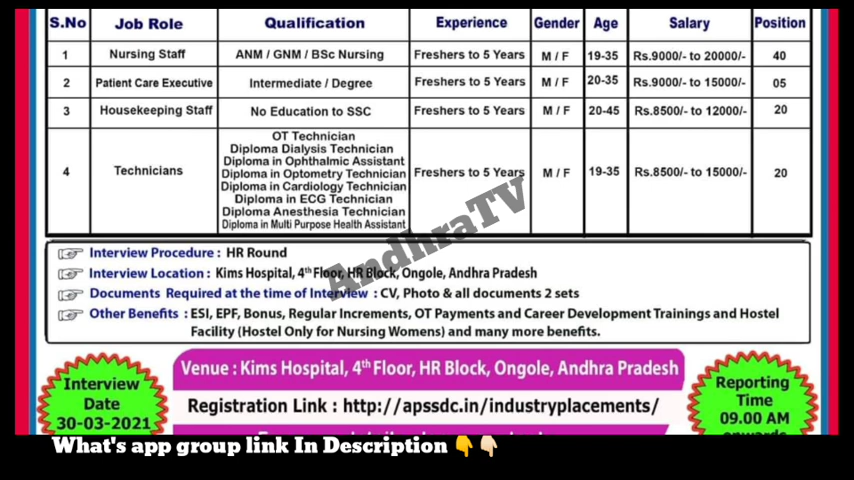 S.No Job Role Qualification Experience Gender Age Salary Position
1 Nursing Staff ANM / GNM / BSc Nursing Freshers to 5 Years M / F 19-35 Rs.9000/- to 20000/- 40
2 Patient Care Executive Intermediate / Degree Freshers to 5 Years M / F 20-35 Rs.9000/- to 15000/- 05
3 Housekeeping Staff No Education to SSC Freshers to 5 Years M / F 20-45 Rs.8500/- to 12000/- 20
OT Technician
Diploma Dialysis Technician
Diploma in Ophthalmic Assistant
4 Technicians Diploma in Optometry Technician Freshers to 5 Years M / F 19-35 Rs.8500/- to 15000/- 20
Diploma in Cardiology Technician
Diploma in ECG Technician
Diploma Anesthesia Technician
Diploma in Multi Purpose Health Assistant
AndhraTV
Interview Procedure : HR Round
Interview Location : Kims Hospital, 4th Floor, HR Block, Ongole, Andhra Pradesh
Documents Required at the time of Interview : CV, Photo & all documents 2 sets
Other Benefits : ESI, EPF, Bonus, Regular Increments, OT Payments and Career Development Trainings and Hostel
Facility (Hostel Only for Nursing Womens) and many more benefits.
Venue : Kims Hospital, 4th Floor, HR Block, Ongole, Andhra Pradesh
Registration Link : http://apssdc.in/industryplacements/
Interview
Date
30-03-2021
Reporting
Time
09.00 AM
onwards
What's app group link In Description 👇👇🏻